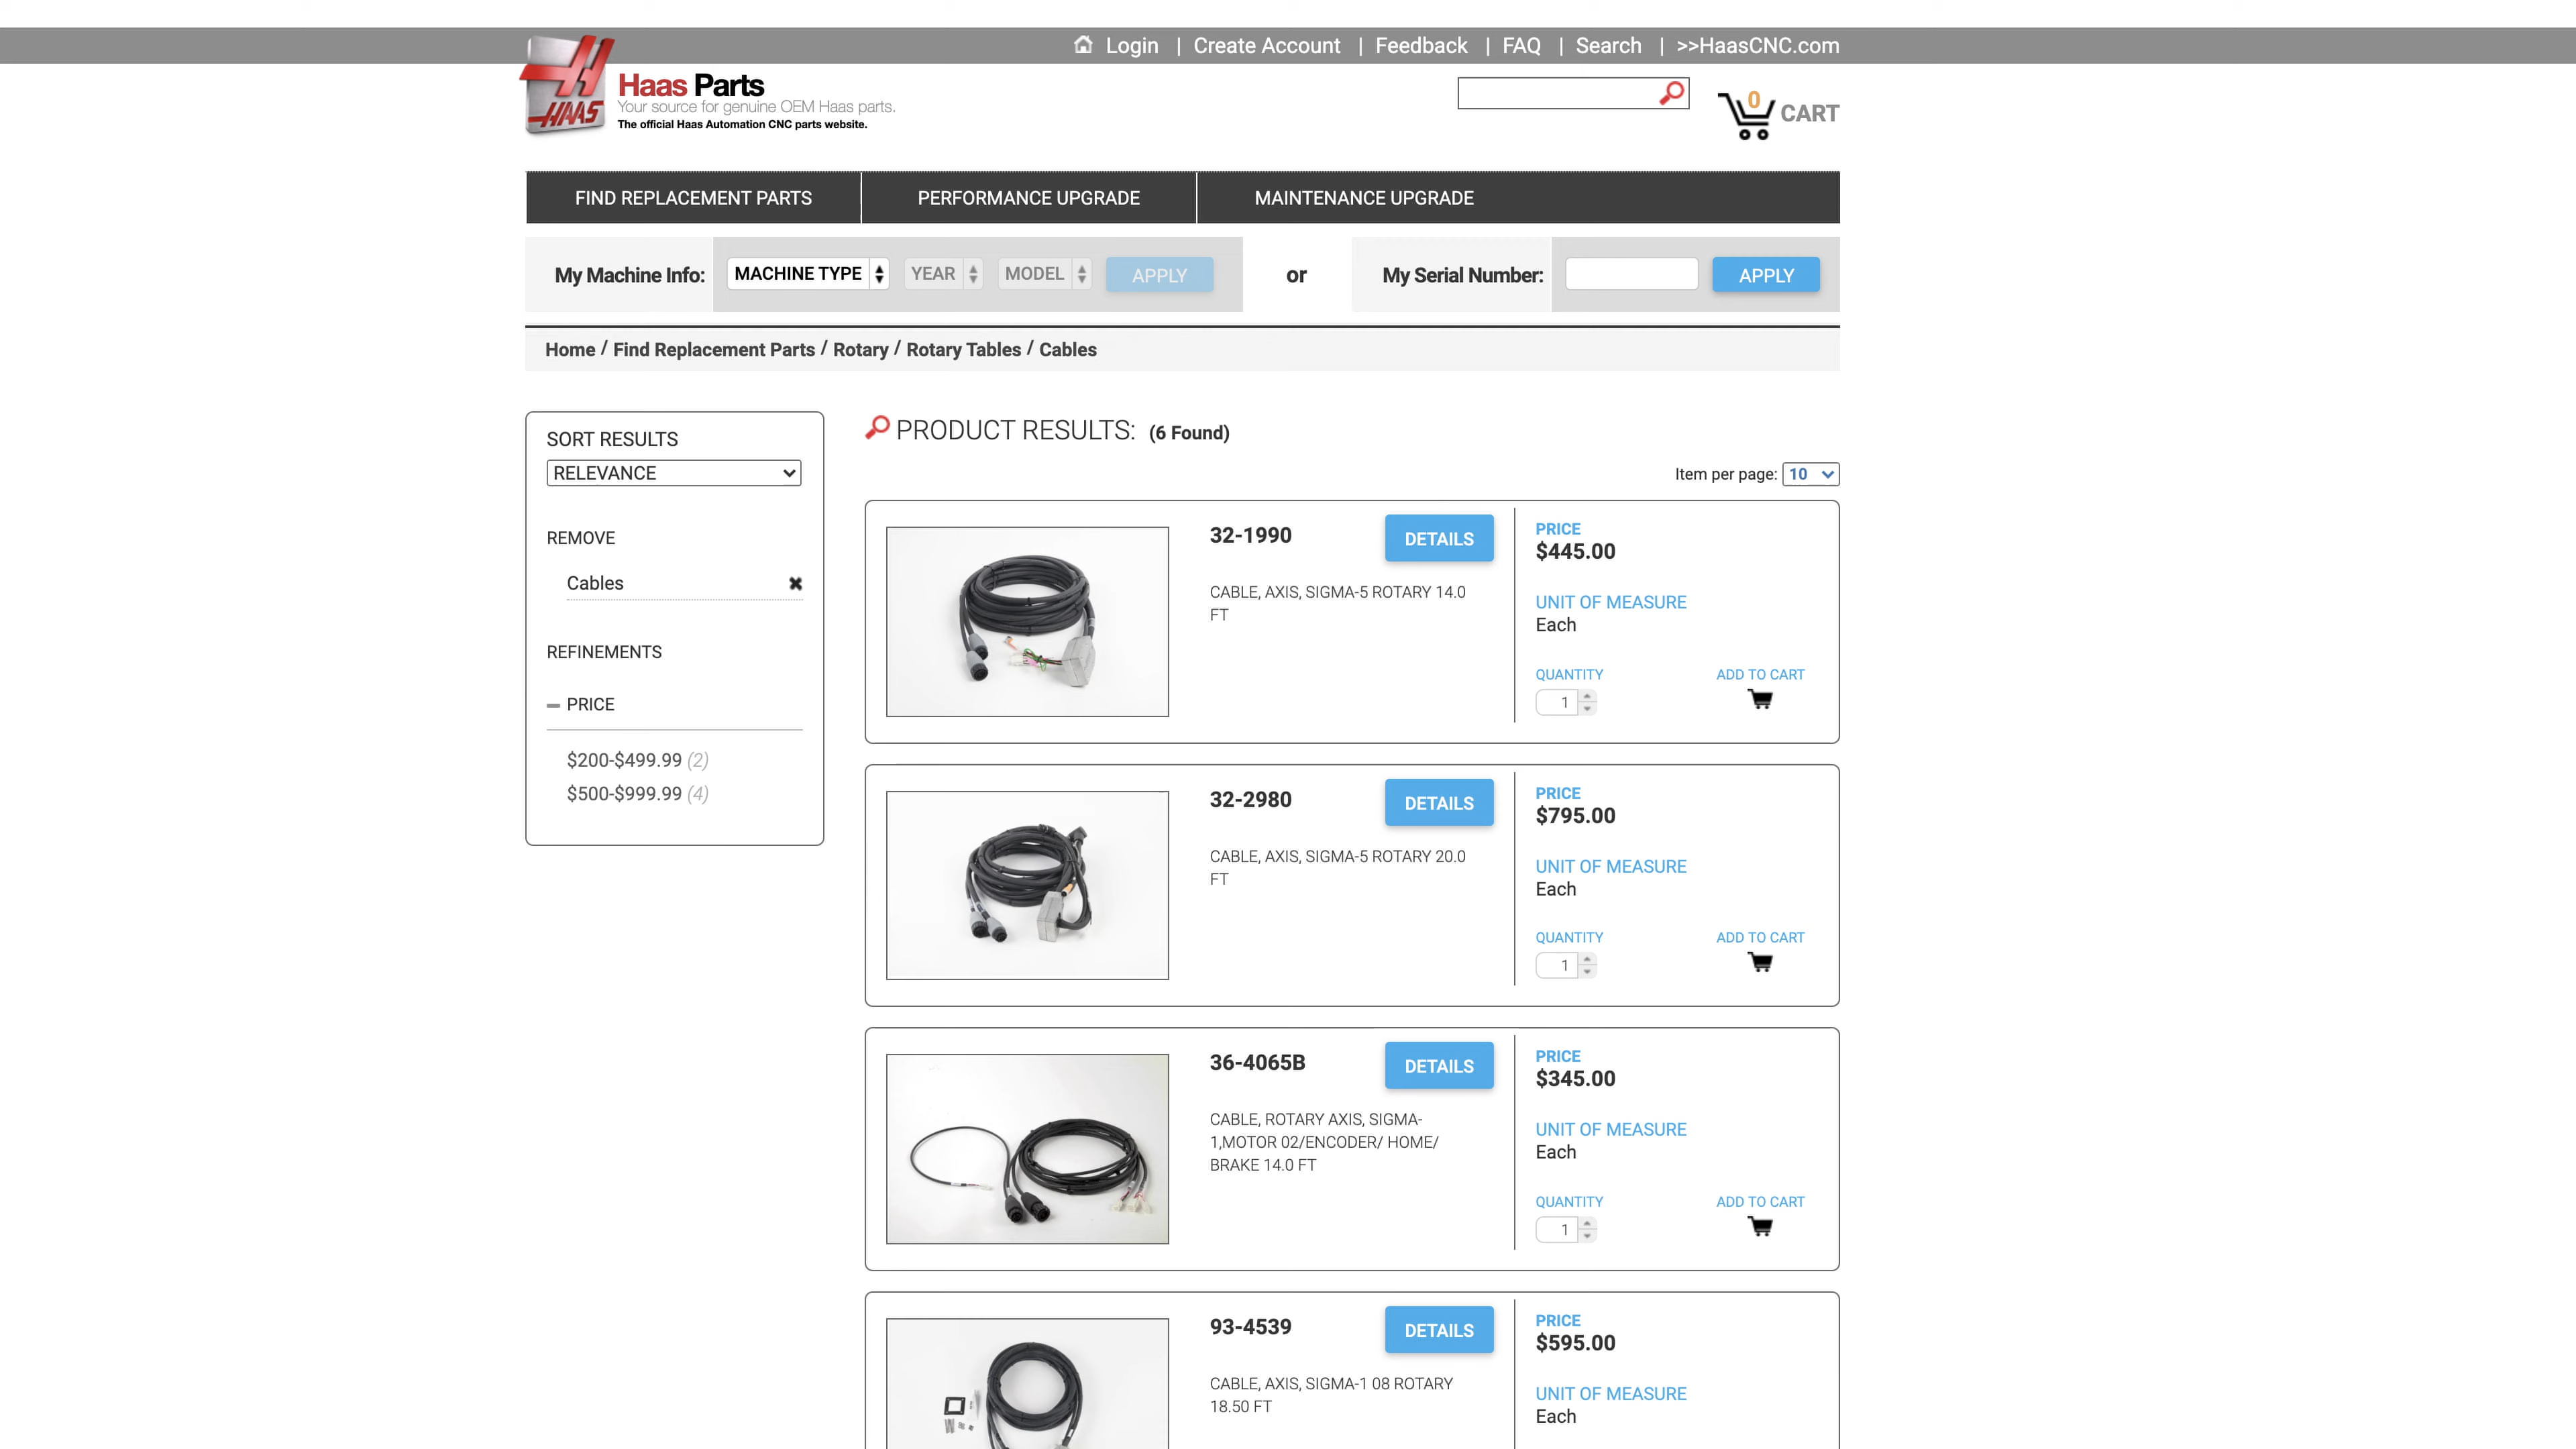 Login | Create Account | Feedback | FAQ | Search | >>HaasCNC.com
HAAS
Haas Parts
Your source for genuine OEM Haas parts.
The official Haas Automation CNC parts website.
0
CART
FIND REPLACEMENT PARTS
PERFORMANCE UPGRADE
MAINTENANCE UPGRADE
My Machine Info: MACHINE TYPE YEAR MODEL APPLY or My Serial Number: APPLY
Home / Find Replacement Parts / Rotary / Rotary Tables / Cables
SORT RESULTS
RELEVANCE
REMOVE
Cables
REFINEMENTS
PRICE
$200-$499.99 (2)
$500-$999.99 (4)
PRODUCT RESULTS: (6 Found)
Item per page: 10
32-1990
DETAILS
CABLE, AXIS, SIGMA-5 ROTARY 14.0
FT
PRICE
$445.00
UNIT OF MEASURE
Each
QUANTITY
1
ADD TO CART
32-2980
DETAILS
CABLE, AXIS, SIGMA-5 ROTARY 20.0
FT
PRICE
$795.00
UNIT OF MEASURE
Each
QUANTITY
1
ADD TO CART
36-4065B
DETAILS
CABLE, ROTARY AXIS, SIGMA-
1,MOTOR 02/ENCODER/ HOME/
BRAKE 14.0 FT
PRICE
$345.00
UNIT OF MEASURE
Each
QUANTITY
1
ADD TO CART
93-4539
DETAILS
CABLE, AXIS, SIGMA-1 08 ROTARY
18.50 FT
PRICE
$595.00
UNIT OF MEASURE
Each